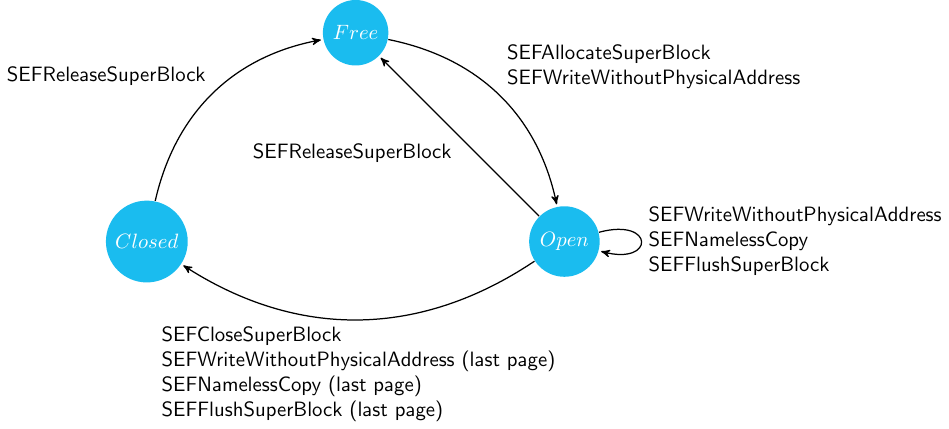 Free
SEFAllocateSuperBlock
SEFWriteWithoutPhysicalAddress
SEFReleaseSuperBlock
SEFReleaseSuperBlock
Closed
Open
SEFWriteWithoutPhysicalAddress
SEFNamelessCopy
SEFFlushSuperBlock
SEFCloseSuperBlock
SEFWriteWithoutPhysicalAddress (last page)
SEFNamelessCopy (last page)
SEFFlushSuperBlock (last page)